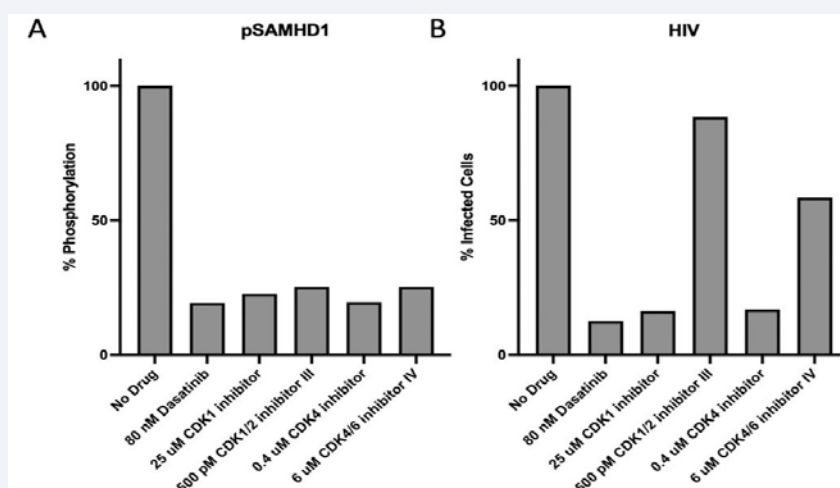 A
pSAMHD1
% Phosphorylation
100
50
0
No Drug
80 nM Dasatinib
25 uM CDK1 inhibitor
500 pM CDK1/2 inhibitor III
0.4 uM CDK4 inhibitor
6 uM CDK4/6 inhibitor IV
B
HIV
% Infected Cells
100
50
0
No Drug
80 nM Dasatinib
25 uM CDK1 inhibitor
500 pM CDK1/2 inhibitor III
0.4 uM CDK4 inhibitor
6 uM CDK4/6 inhibitor IV